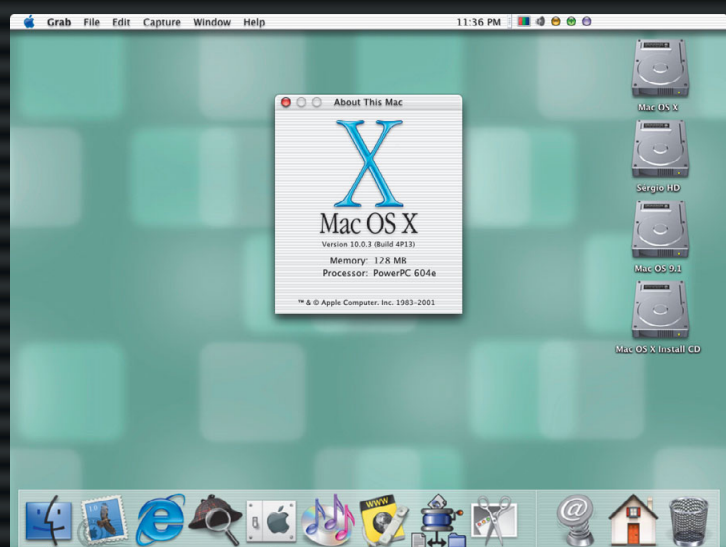 Grab File Edit Capture Window Help 11:36 PM
About This Mac
X
Mac OS X
Version 10.0.3 (Build 4P13)
Memory: 128 MB
Processor: PowerPC 604e
™ & © Apple Computer, Inc. 1983-2001
Mac OS X
Sergio HD
Mac OS 9.1
Mac OS X Install CD
WWW
@